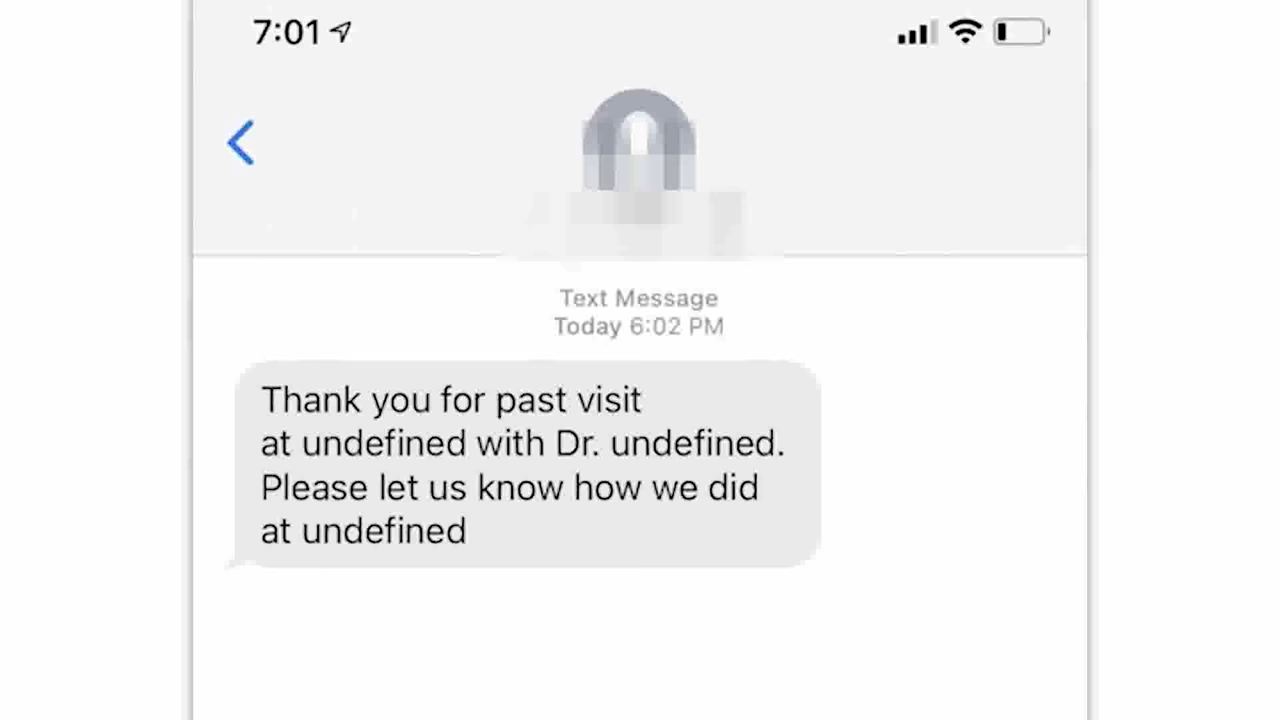 7:01
Text Message
Today 6:02 PM
Thank you for past visit
at undefined with Dr. undefined.
Please let us know how we did
at undefined